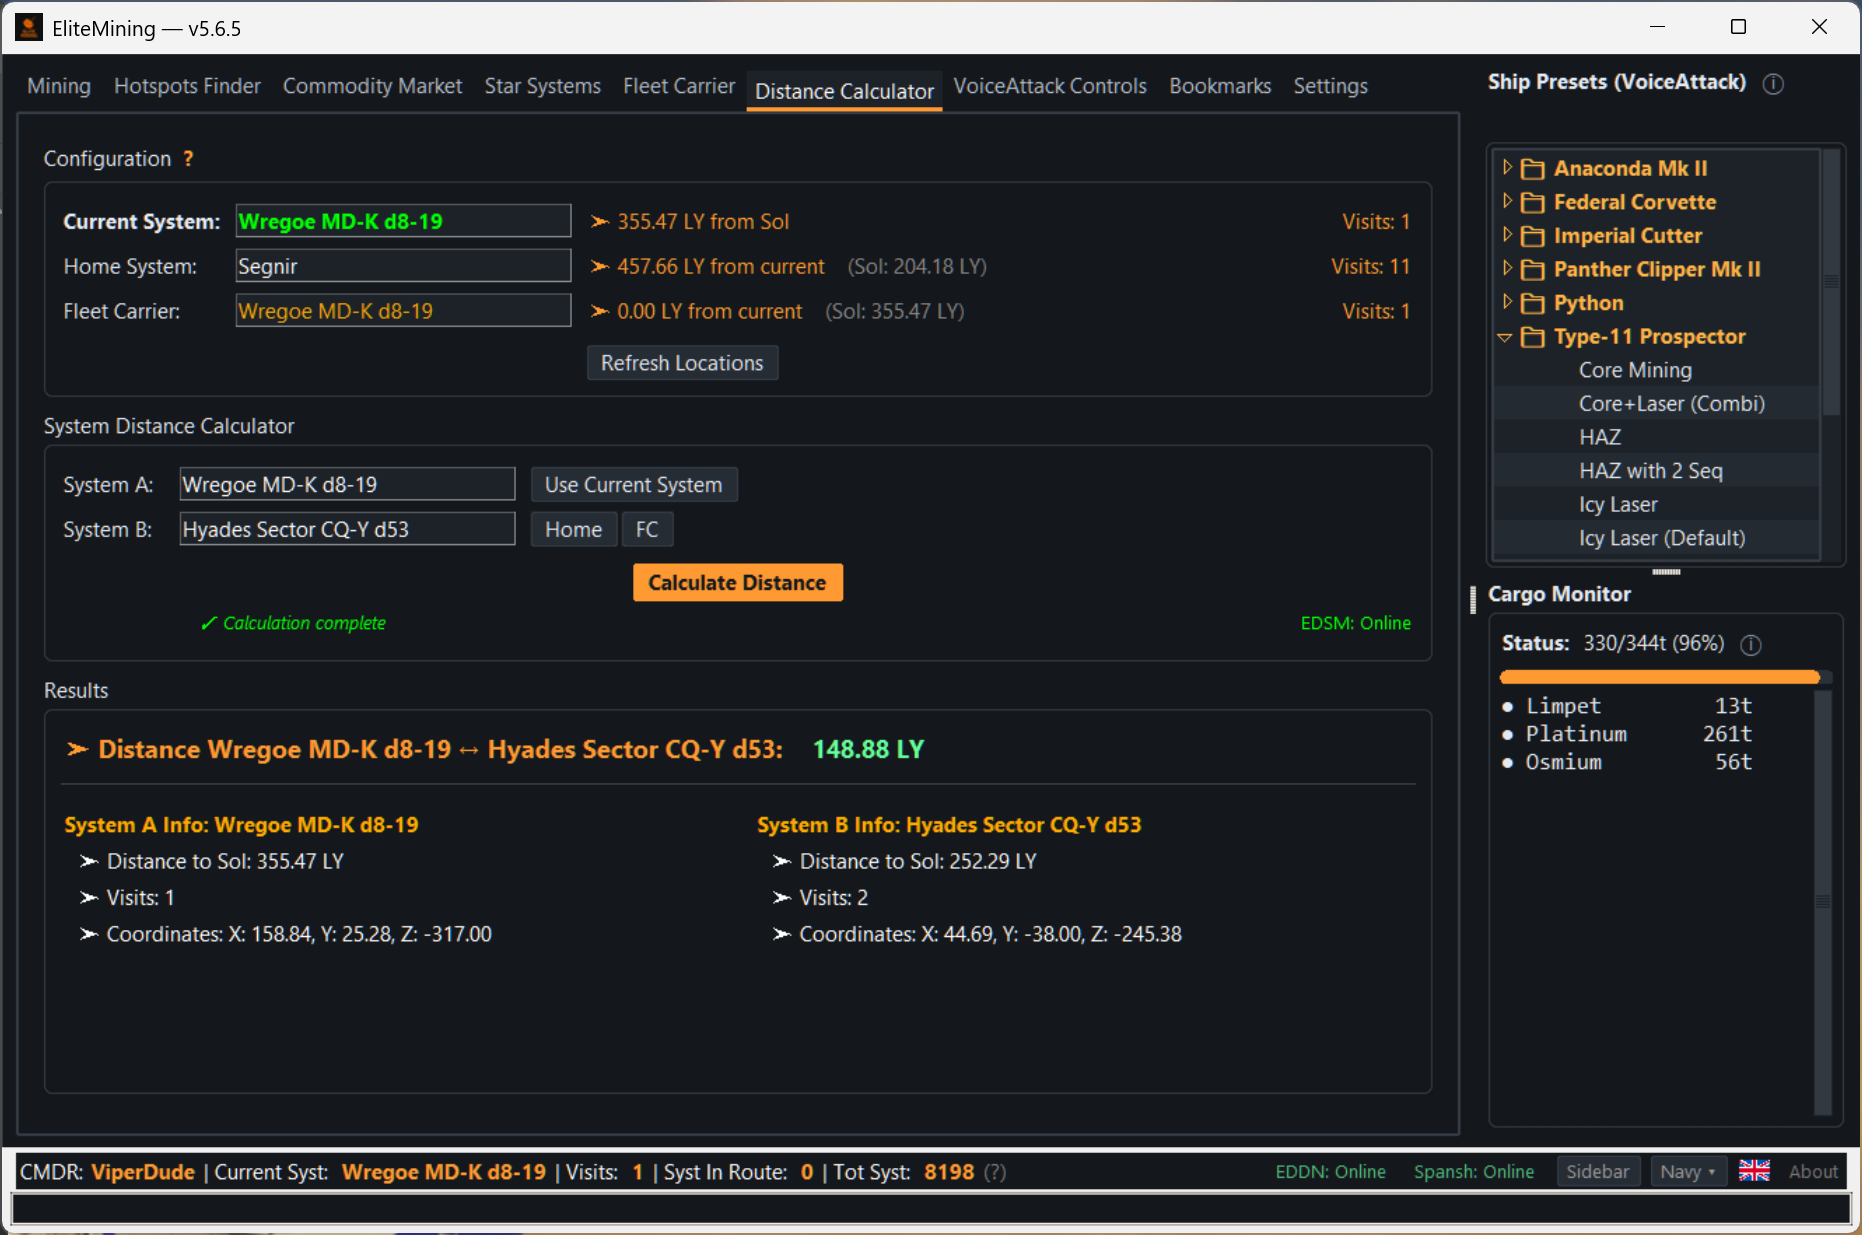 EliteMining — v5.6.5
Mining Hotspots Finder Commodity Market Star Systems Fleet Carrier Distance Calculator VoiceAttack Controls Bookmarks Settings
Configuration ?
Current System: Wregoe MD-K d8-19 ➤ 355.47 LY from Sol Visits: 1
Home System: Segnir ➤ 457.66 LY from current (Sol: 204.18 LY) Visits: 11
Fleet Carrier: Wregoe MD-K d8-19 ➤ 0.00 LY from current (Sol: 355.47 LY) Visits: 1
Refresh Locations
System Distance Calculator
System A: Wregoe MD-K d8-19 Use Current System
System B: Hyades Sector CQ-Y d53 Home FC
Calculate Distance
✓ Calculation complete EDSM: Online
Results
➤ Distance Wregoe MD-K d8-19 ↔ Hyades Sector CQ-Y d53: 148.88 LY
System A Info: Wregoe MD-K d8-19
➤ Distance to Sol: 355.47 LY
➤ Visits: 1
➤ Coordinates: X: 158.84, Y: 25.28, Z: -317.00
System B Info: Hyades Sector CQ-Y d53
➤ Distance to Sol: 252.29 LY
➤ Visits: 2
➤ Coordinates: X: 44.69, Y: -38.00, Z: -245.38
Ship Presets (VoiceAttack) ⓘ
Anaconda Mk II
Federal Corvette
Imperial Cutter
Panther Clipper Mk II
Python
Type-11 Prospector
Core Mining
Core+Laser (Combi)
HAZ
HAZ with 2 Seq
Icy Laser
Icy Laser (Default)
Cargo Monitor
Status: 330/344t (96%) ⓘ
● Limpet 13t
● Platinum 261t
● Osmium 56t
CMDR: ViperDude | Current Syst: Wregoe MD-K d8-19 | Visits: 1 | Syst In Route: 0 | Tot Syst: 8198 (?) EDDN: Online Spansh: Online Sidebar Navy ▾ About